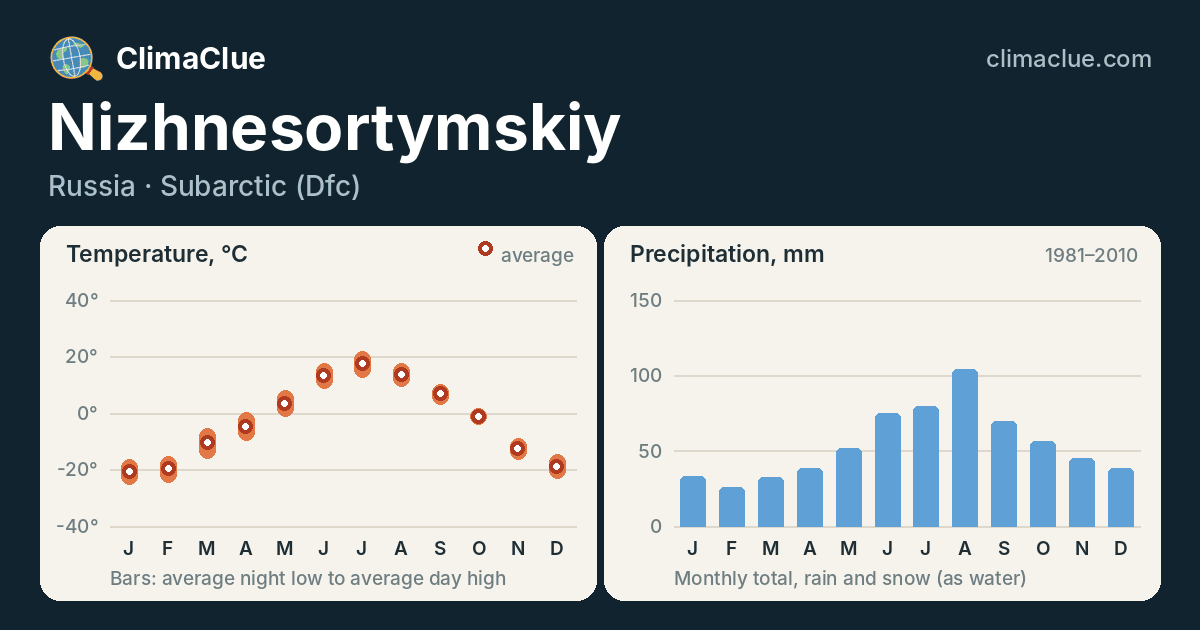 ClimaClue
climaclue.com
Nizhnesortymskiy
Russia · Subarctic (Dfc)
Temperature, °C
average
40°
20°
0°
-20°
-40°
J F M A M J J A S O N D
Bars: average night low to average day high
Precipitation, mm
1981–2010
150
100
50
0
J F M A M J J A S O N D
Monthly total, rain and snow (as water)